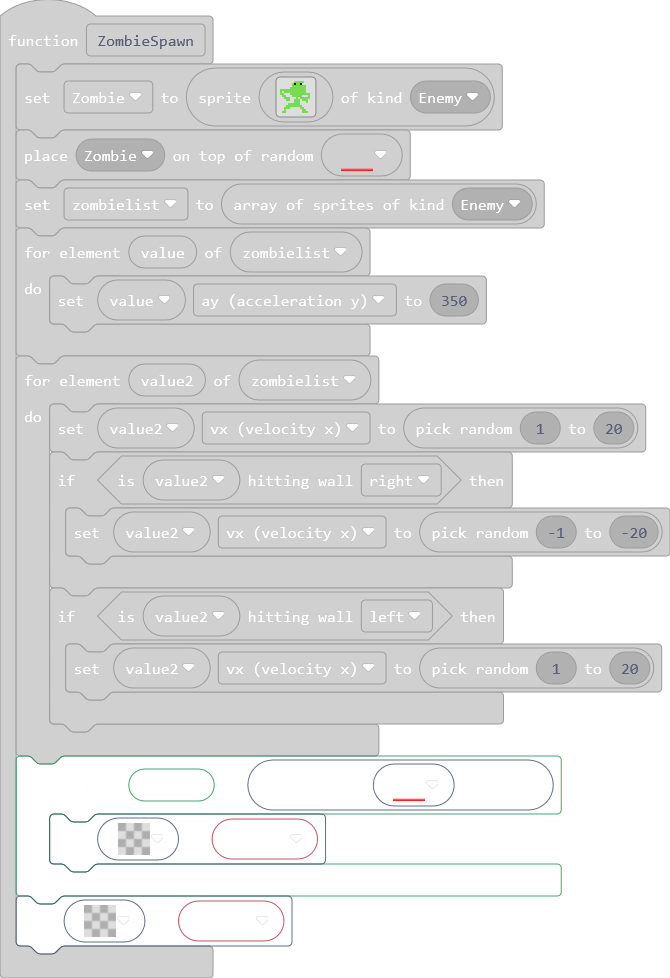 function ZombieSpawn
set Zombie to sprite of kind Enemy
place Zombie on top of random
set zombielist to array of sprites of kind Enemy
for element value of zombielist
do
set value ay (acceleration y) to 350
for element value2 of zombielist
do
set value2 vx (velocity x) to pick random 1 to 20
if is value2 hitting wall right then
set value2 vx (velocity x) to pick random -1 to -20
if is value2 hitting wall left then
set value2 vx (velocity x) to pick random 1 to 20